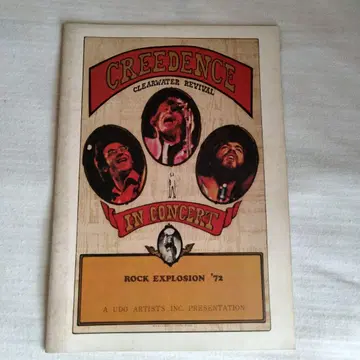 CREEDENCE
CLEARWATER REVIVAL
IN CONCERT
ROCK EXPLOSION '72
A UDO ARTISTS INC. PRESENTATION